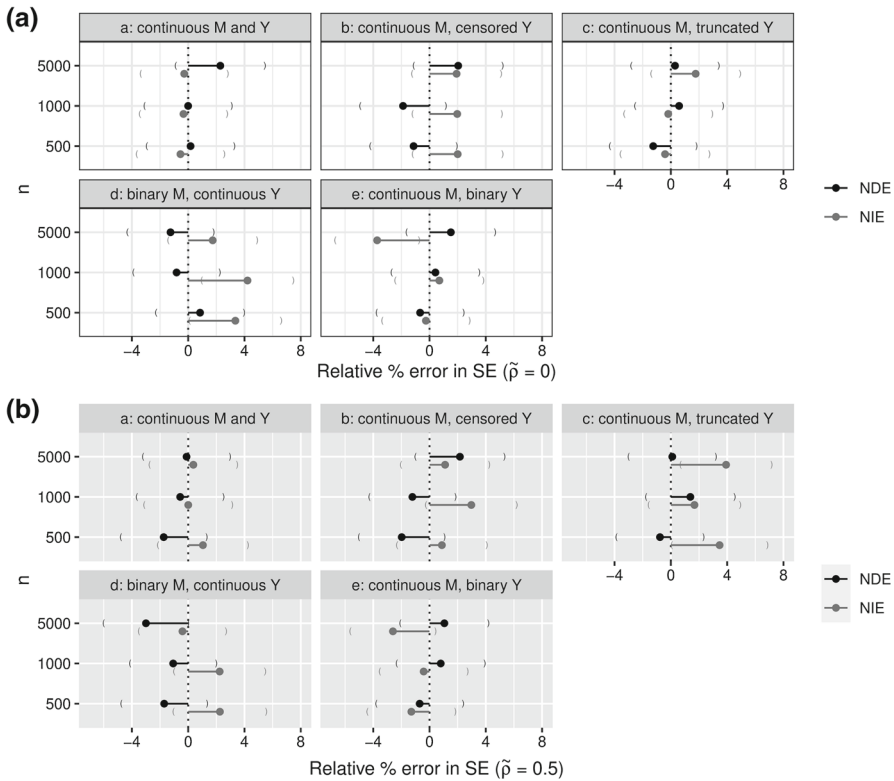 (a)
a: continuous M and Y
b: continuous M, censored Y
c: continuous M, truncated Y
5000
1000
500
−4 0 4 8
n
d: binary M, continuous Y
e: continuous M, binary Y
NDE
NIE
5000
1000
500
−4 0 4 8
−4 0 4 8
Relative % error in SE (ρ̃ = 0)
(b)
a: continuous M and Y
b: continuous M, censored Y
c: continuous M, truncated Y
5000
1000
500
−4 0 4 8
n
d: binary M, continuous Y
e: continuous M, binary Y
NDE
NIE
5000
1000
500
−4 0 4 8
−4 0 4 8
Relative % error in SE (ρ̃ = 0.5)